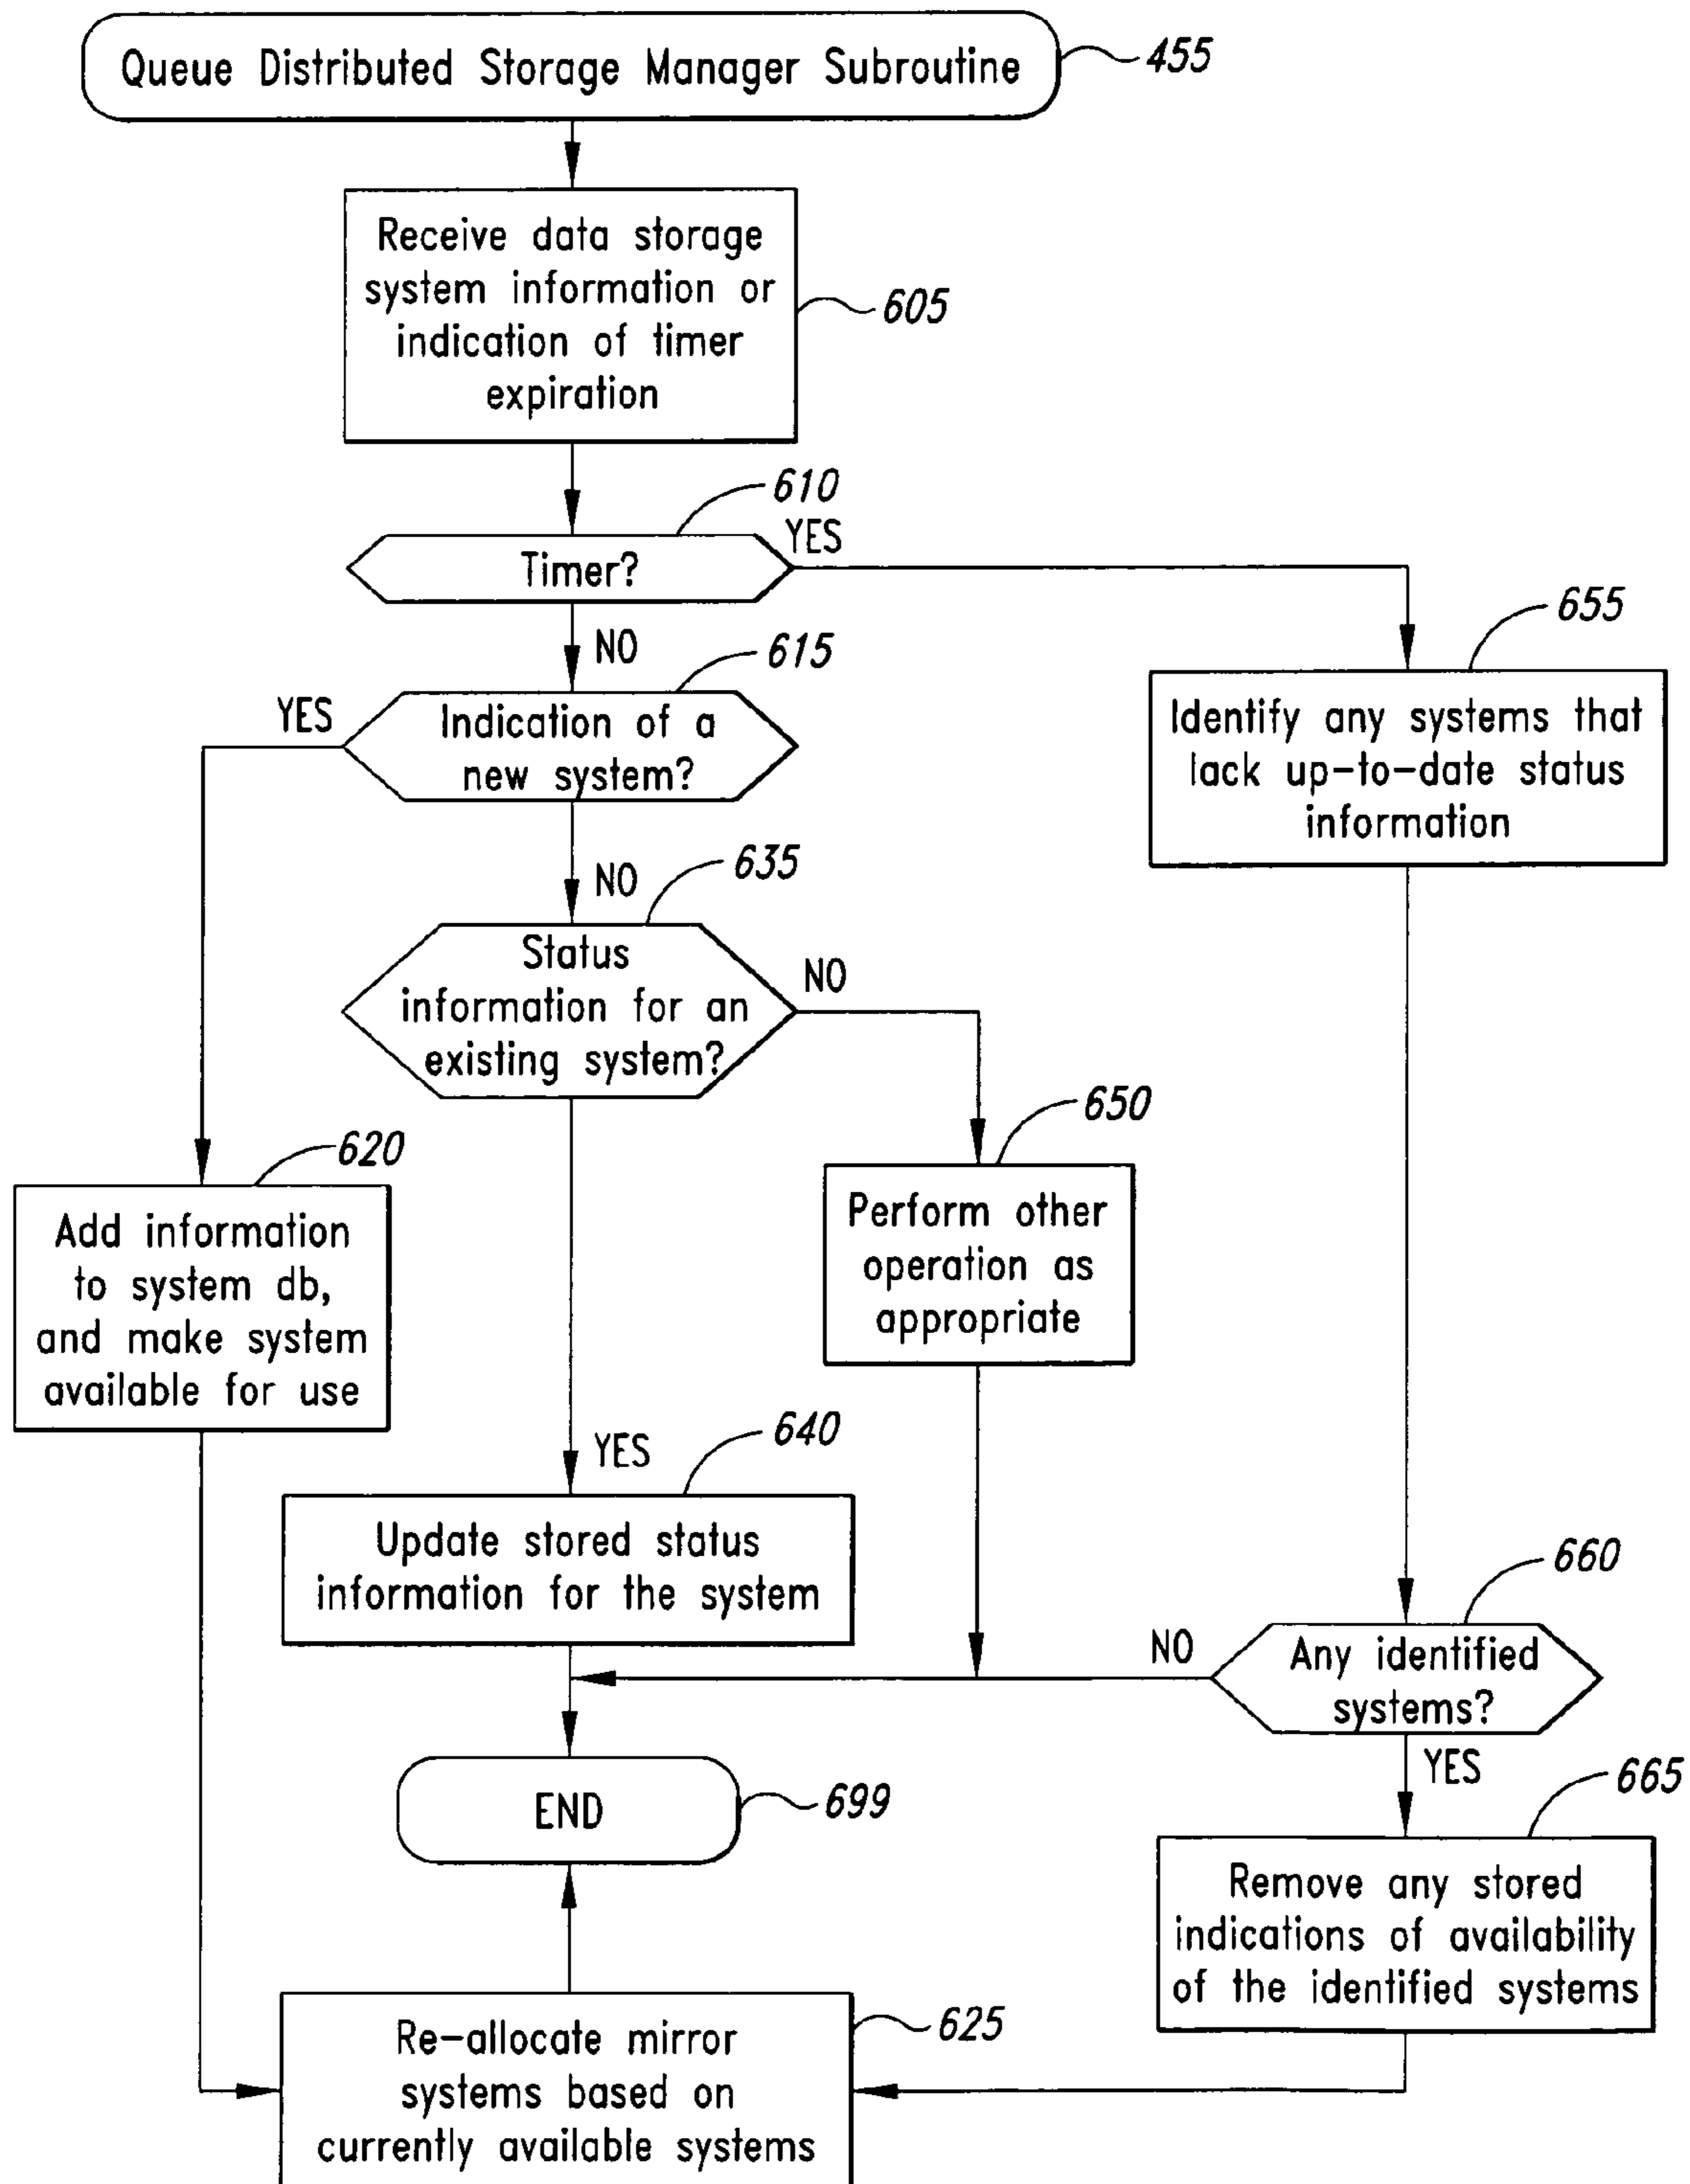 Queue Distributed Storage Manager Subroutine
455
Receive data storage
system information or
indication of timer
expiration
605
610
Timer?
YES
NO
615
Indication of a
new system?
YES
NO
635
Status
information for an
existing system?
NO
655
Identify any systems that
lack up-to-date status
information
620
Add information
to system db,
and make system
available for use
650
Perform other
operation as
appropriate
YES
640
Update stored status
information for the system
660
Any identified
systems?
NO
YES
END
699
665
Remove any stored
indications of availability
of the identified systems
Re-allocate mirror
systems based on
currently available systems
625